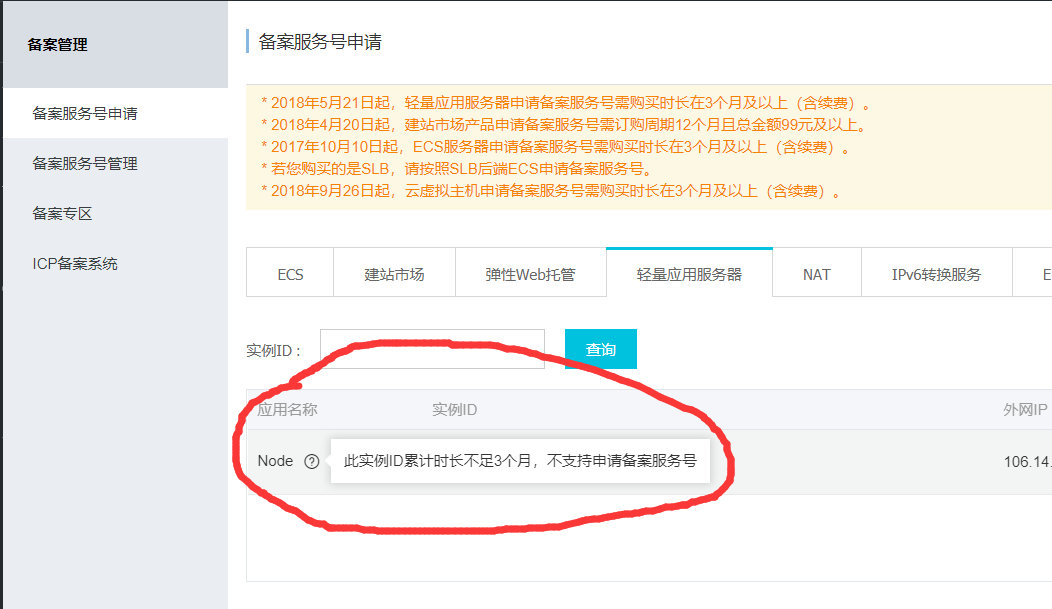 备案管理
备案服务号申请
备案服务号管理
备案专区
ICP备案系统
备案服务号申请
* 2018年5月21日起，轻量应用服务器申请备案服务号需购买时长在3个月及以上（含续费）。
* 2018年4月20日起，建站市场产品申请备案服务号需订购周期12个月且总金额99元及以上。
* 2017年10月10日起，ECS服务器申请备案服务号需购买时长在3个月及以上（含续费）。
* 若您购买的是SLB，请按照SLB后端ECS申请备案服务号。
* 2018年9月26日起，云虚拟主机申请备案服务号需购买时长在3个月及以上（含续费）。
ECS 建站市场 弹性Web托管 轻量应用服务器 NAT IPv6转换服务 E
实例ID： 查询
应用名称 实例ID 外网IP
Node ? 此实例ID累计时长不足3个月，不支持申请备案服务号 106.14.